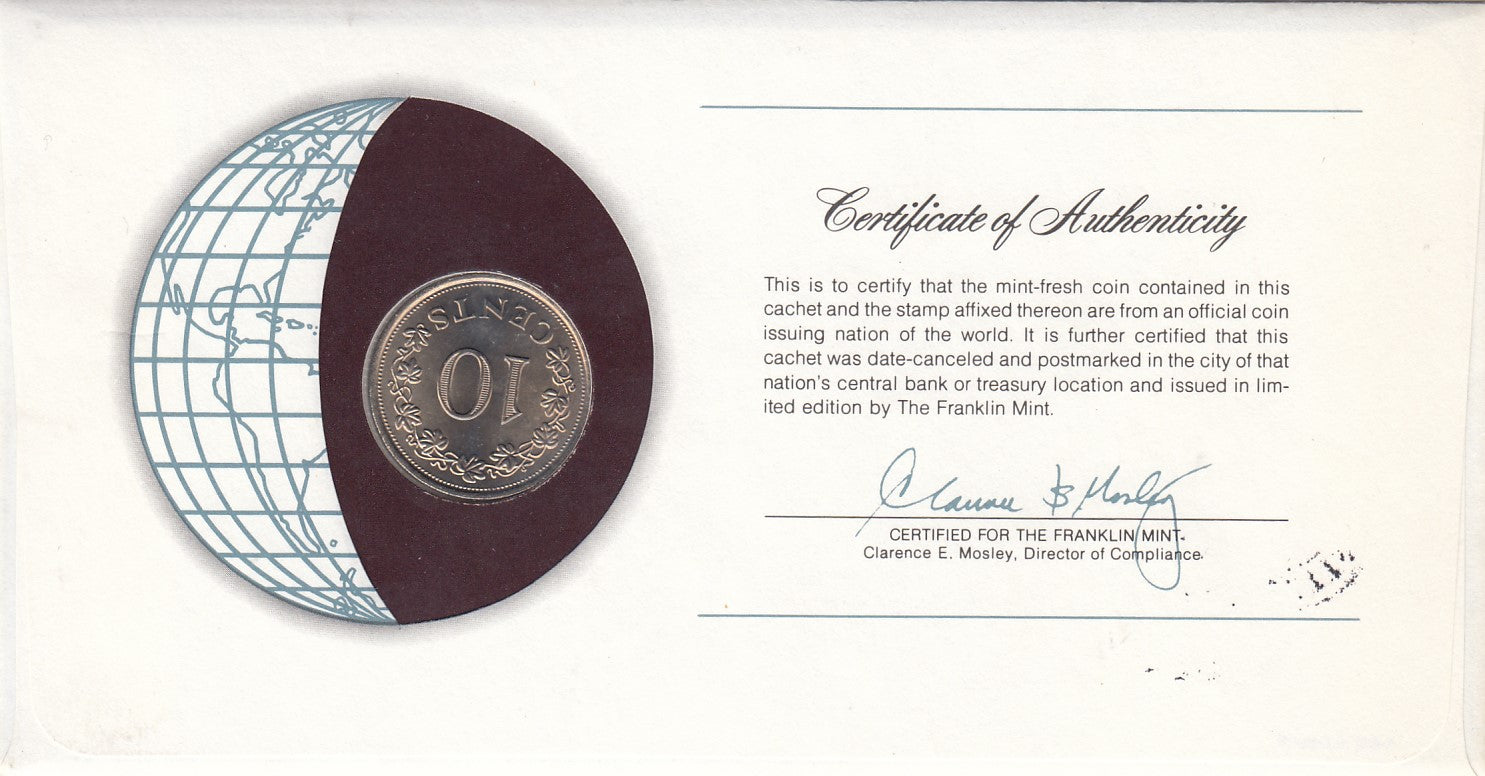 Certificate of Authenticity
This is to certify that the mint-fresh coin contained in this
cachet and the stamp affixed thereon are from an official coin
issuing nation of the world. It is further certified that this
cachet was date-canceled and postmarked in the city of that
nation's central bank or treasury location and issued in lim-
ited edition by The Franklin Mint.
CERTIFIED FOR THE FRANKLIN MINT
Clarence E. Mosley, Director of Compliance
10
CENTS